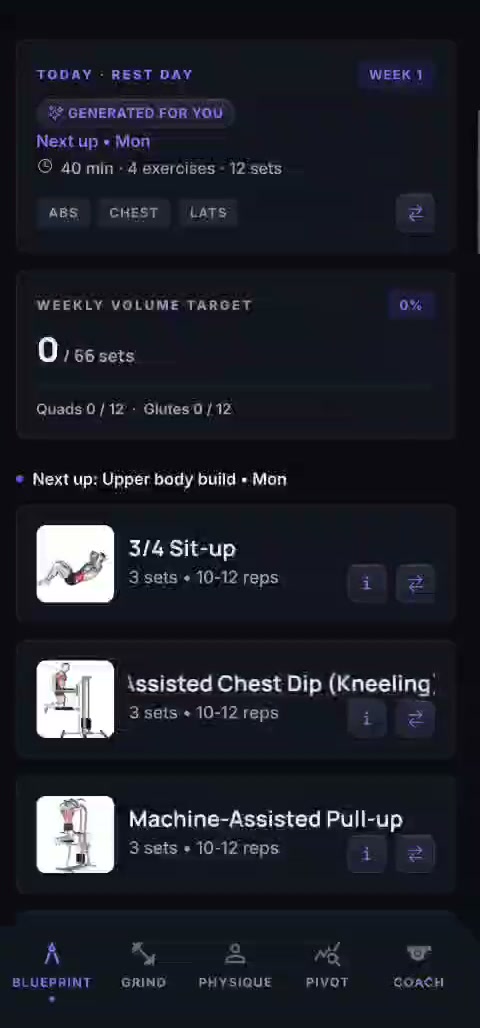 TODAY · REST DAY
WEEK 1
GENERATED FOR YOU
Next up • Mon
40 min · 4 exercises · 12 sets
ABS
CHEST
LATS
WEEKLY VOLUME TARGET
0%
0 / 66 sets
Quads 0 / 12 · Glutes 0 / 12
Next up: Upper body build • Mon
3/4 Sit-up
3 sets • 10-12 reps
i
Assisted Chest Dip (Kneeling)
3 sets • 10-12 reps
i
Machine-Assisted Pull-up
3 sets • 10-12 reps
i
BLUEPRINT
GRIND
PHYSIQUE
PIVOT
COACH